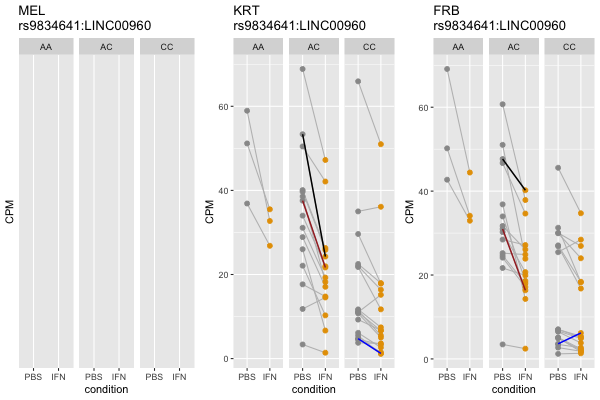 MEL
rs9834641:LINC00960
AA AC CC
PBS IFN PBS IFN PBS IFN
condition
KRT
rs9834641:LINC00960
AA AC CC
CPM
60
40
20
0
PBS IFN PBS IFN PBS IFN
condition
FRB
rs9834641:LINC00960
AA AC CC
CPM
60
40
20
0
PBS IFN PBS IFN PBS IFN
condition